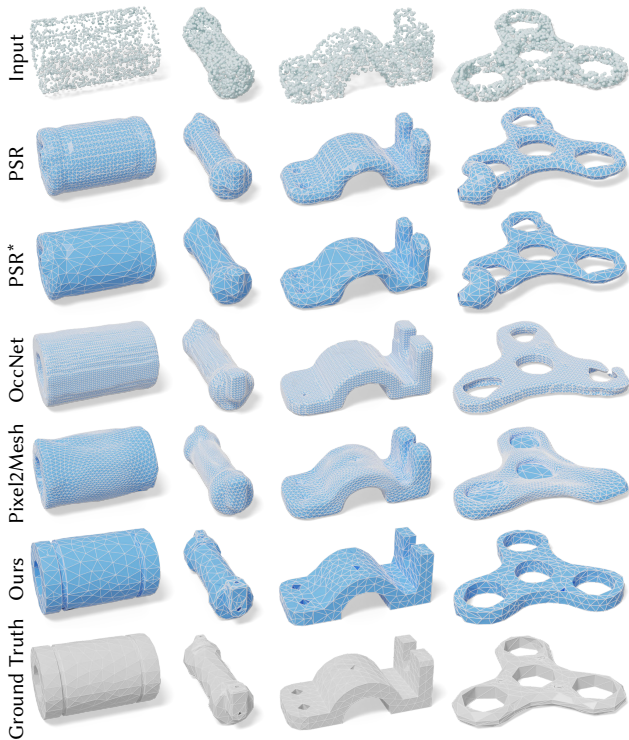 Input
PSR
PSR*
OccNet
Pixel2Mesh
Ours
Ground Truth